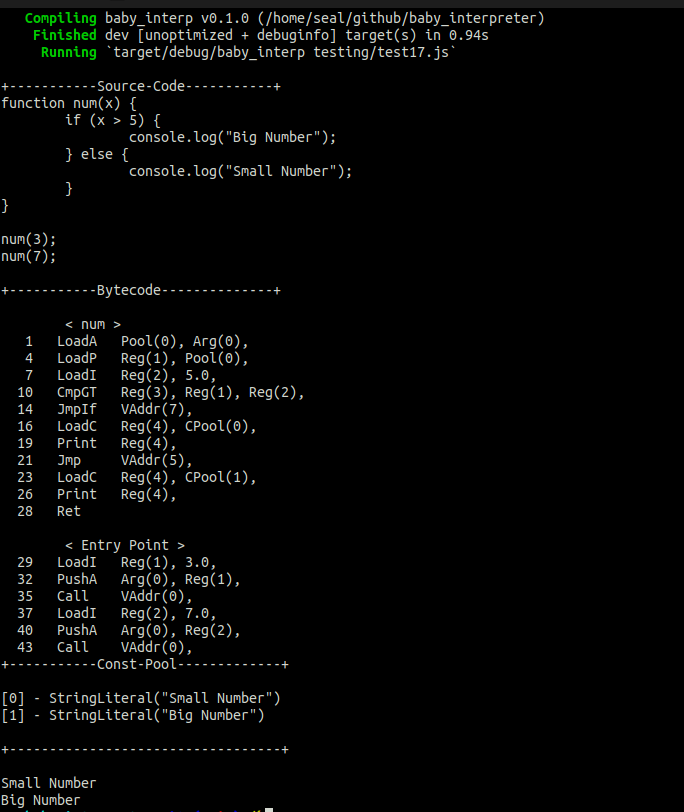 Compiling baby_interp v0.1.0 (/home/seal/github/baby_interpreter)
    Finished dev [unoptimized + debuginfo] target(s) in 0.94s
     Running `target/debug/baby_interp testing/test17.js`
+-----------Source-Code-----------+
function num(x) {
        if (x > 5) {
                console.log("Big Number");
        } else {
                console.log("Small Number");
        }
}
num(3);
num(7);
+-----------Bytecode--------------+
        < num >
   1   LoadA   Pool(0), Arg(0),
   4   LoadP   Reg(1), Pool(0),
   7   LoadI   Reg(2), 5.0,
  10   CmpGT   Reg(3), Reg(1), Reg(2),
  14   JmpIf   VAddr(7),
  16   LoadC   Reg(4), CPool(0),
  19   Print   Reg(4),
  21   Jmp     VAddr(5),
  23   LoadC   Reg(4), CPool(1),
  26   Print   Reg(4),
  28   Ret
        < Entry Point >
  29   LoadI   Reg(1), 3.0,
  32   PushA   Arg(0), Reg(1),
  35   Call    VAddr(0),
  37   LoadI   Reg(2), 7.0,
  40   PushA   Arg(0), Reg(2),
  43   Call    VAddr(0),
+-----------Const-Pool-------------+
[0] - StringLiteral("Small Number")
[1] - StringLiteral("Big Number")
+----------------------------------+
Small Number
Big Number